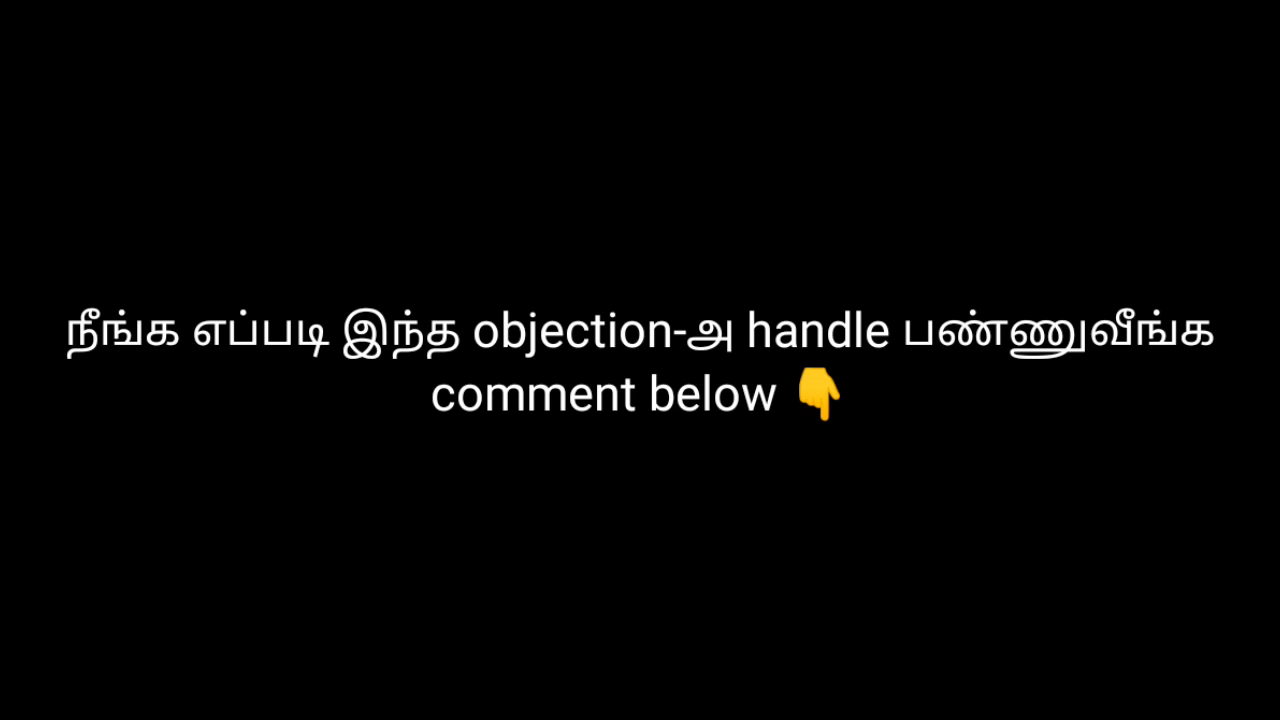 நீங்க எப்படி இந்த objection-அ handle பண்ணுவீங்க
comment below 👇